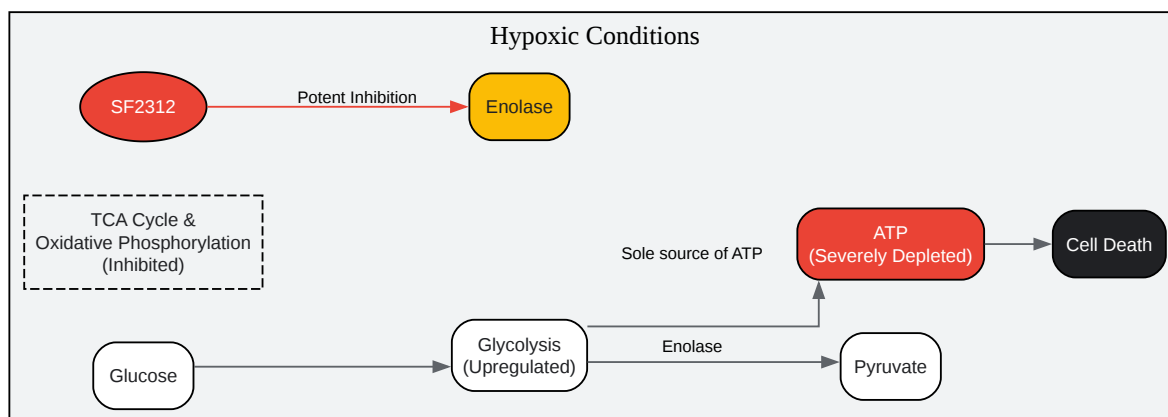 Hypoxic Conditions
SF2312
Potent Inhibition
Enolase
TCA Cycle &
Oxidative Phosphorylation
(Inhibited)
Sole source of ATP
ATP
(Severely Depleted)
Cell Death
Glucose
Glycolysis
(Upregulated)
Enolase
Pyruvate